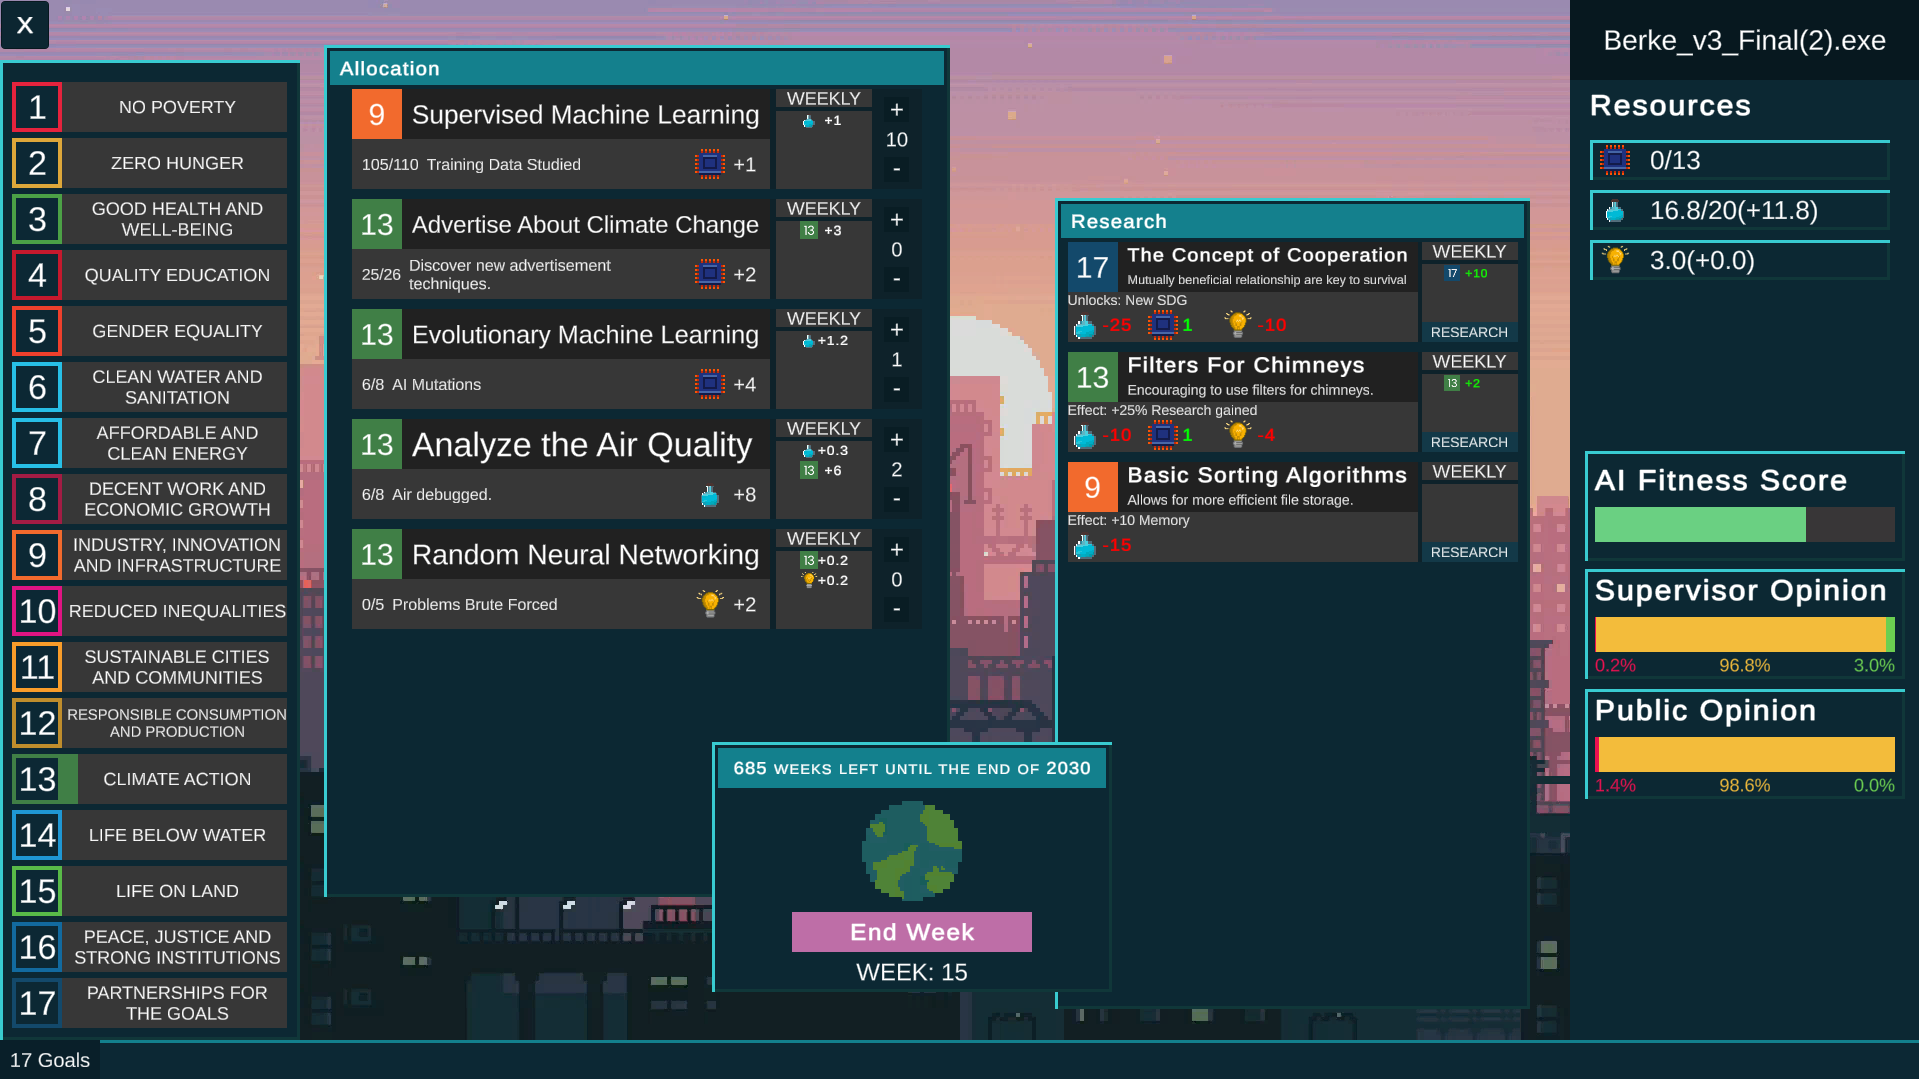 X
1 NO POVERTY
2 ZERO HUNGER
3 GOOD HEALTH AND
WELL-BEING
4 QUALITY EDUCATION
5 GENDER EQUALITY
6 CLEAN WATER AND
SANITATION
7 AFFORDABLE AND
CLEAN ENERGY
8 DECENT WORK AND
ECONOMIC GROWTH
9 INDUSTRY, INNOVATION
AND INFRASTRUCTURE
10 REDUCED INEQUALITIES
11 SUSTAINABLE CITIES
AND COMMUNITIES
12 RESPONSIBLE CONSUMPTION
AND PRODUCTION
13 CLIMATE ACTION
14 LIFE BELOW WATER
15 LIFE ON LAND
16 PEACE, JUSTICE AND
STRONG INSTITUTIONS
17 PARTNERSHIPS FOR
THE GOALS
17 Goals
Allocation
9 Supervised Machine Learning
105/110 Training Data Studied +1
WEEKLY
+1
+
10
-
13 Advertise About Climate Change
25/26 Discover new advertisement
techniques.
+2
WEEKLY
13 +3
+
0
-
13 Evolutionary Machine Learning
6/8 AI Mutations +4
WEEKLY
+1.2
+
1
-
13 Analyze the Air Quality
6/8 Air debugged. +8
WEEKLY
+0.3
13 +6
+
2
-
13 Random Neural Networking
0/5 Problems Brute Forced +2
WEEKLY
13 +0.2
+0.2
+
0
-
685 WEEKS LEFT UNTIL THE END OF 2030
End Week
WEEK: 15
Research
17 The Concept of Cooperation
Mutually beneficial relationship are key to survival
Unlocks: New SDG
-25 1 -10
WEEKLY
17 +10
RESEARCH
13 Filters For Chimneys
Encouraging to use filters for chimneys.
Effect: +25% Research gained
-10 1 -4
WEEKLY
13 +2
RESEARCH
9 Basic Sorting Algorithms
Allows for more efficient file storage.
Effect: +10 Memory
-15
WEEKLY
RESEARCH
Berke_v3_Final(2).exe
Resources
0/13
16.8/20(+11.8)
3.0(+0.0)
AI Fitness Score
Supervisor Opinion
0.2% 96.8% 3.0%
Public Opinion
1.4% 98.6% 0.0%